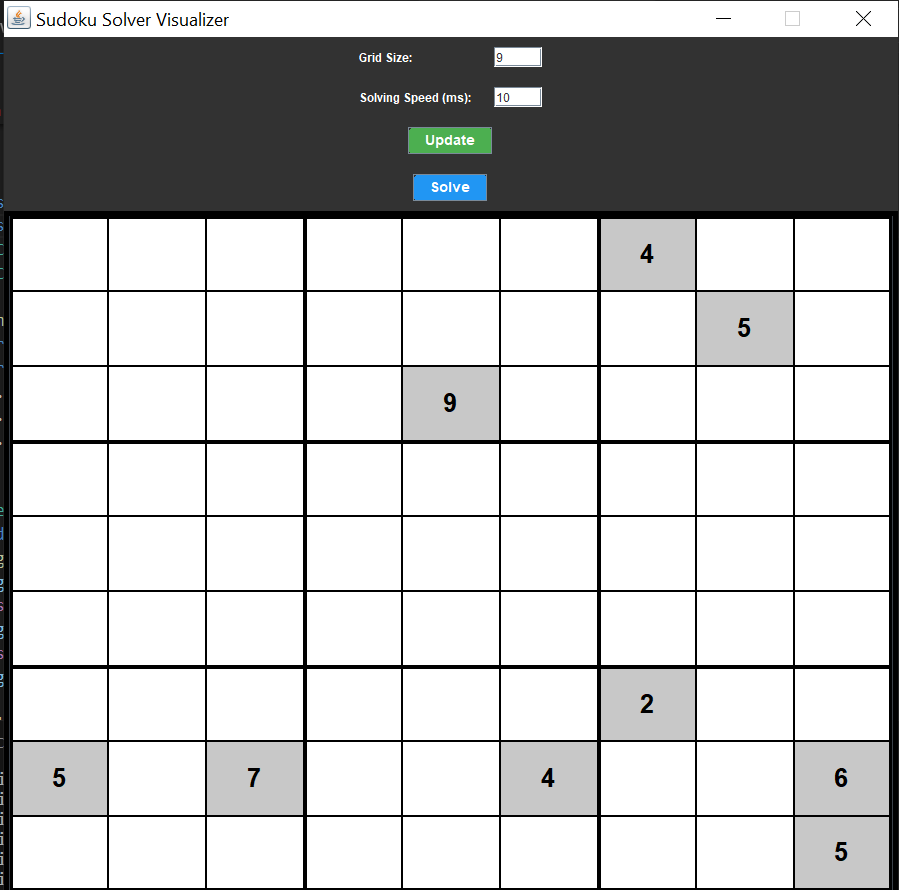 Sudoku Solver Visualizer
Grid Size: 9
Solving Speed (ms): 10
Update
Solve
4
5
9
2
5 7 4 6
5